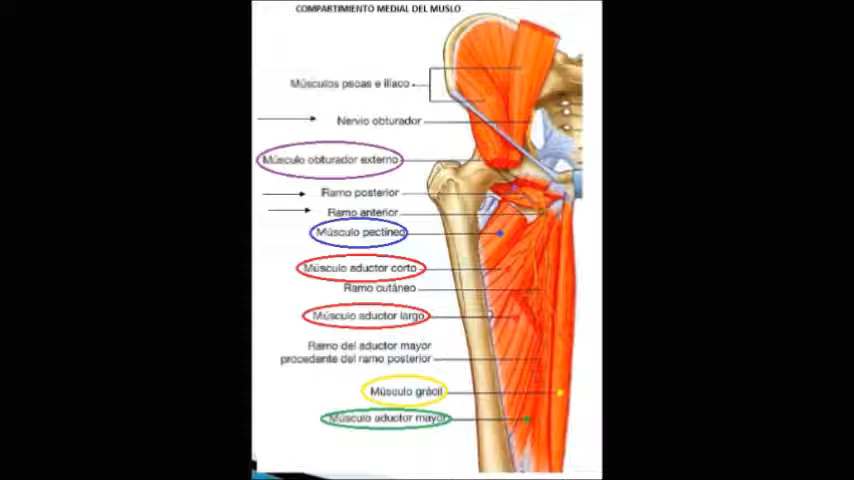 COMPARTIMIENTO MEDIAL DEL MUSLO
Músculos psoas e ilíaco
Nervio obturador
Músculo obturador externo
Ramo posterior
Ramo anterior
Músculo pectíneo
Músculo aductor corto
Ramo cutáneo
Músculo aductor largo
Ramo del aductor mayor
procedente del ramo posterior
Músculo grácil
Músculo aductor mayor